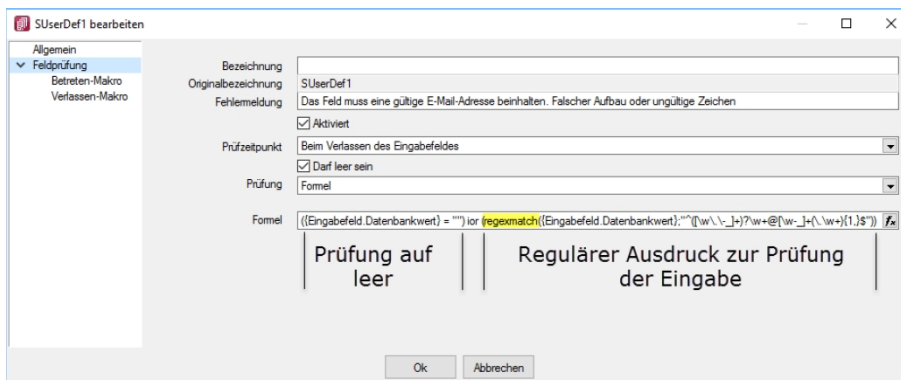 SUserDef1 bearbeiten
Allgemein
Feldprüfung
Betreten-Makro
Verlassen-Makro
Bezeichnung
Originalbezeichnung SUserDef1
Fehlermeldung Das Feld muss eine gültige E-Mail-Adresse beinhalten. Falscher Aufbau oder ungültige Zeichen
Aktiviert
Prüfzeitpunkt Beim Verlassen des Eingabefeldes
Darf leer sein
Prüfung Formel
Formel ({Eingabefeld.Datenbankwert} = "") ior (regexmatch({Eingabefeld.Datenbankwert};"^([\w\.\-_]+)?\w+@[\w-_]+(\.\w+){1,}$")) fx
Prüfung auf leer
Regulärer Ausdruck zur Prüfung der Eingabe
Ok Abbrechen